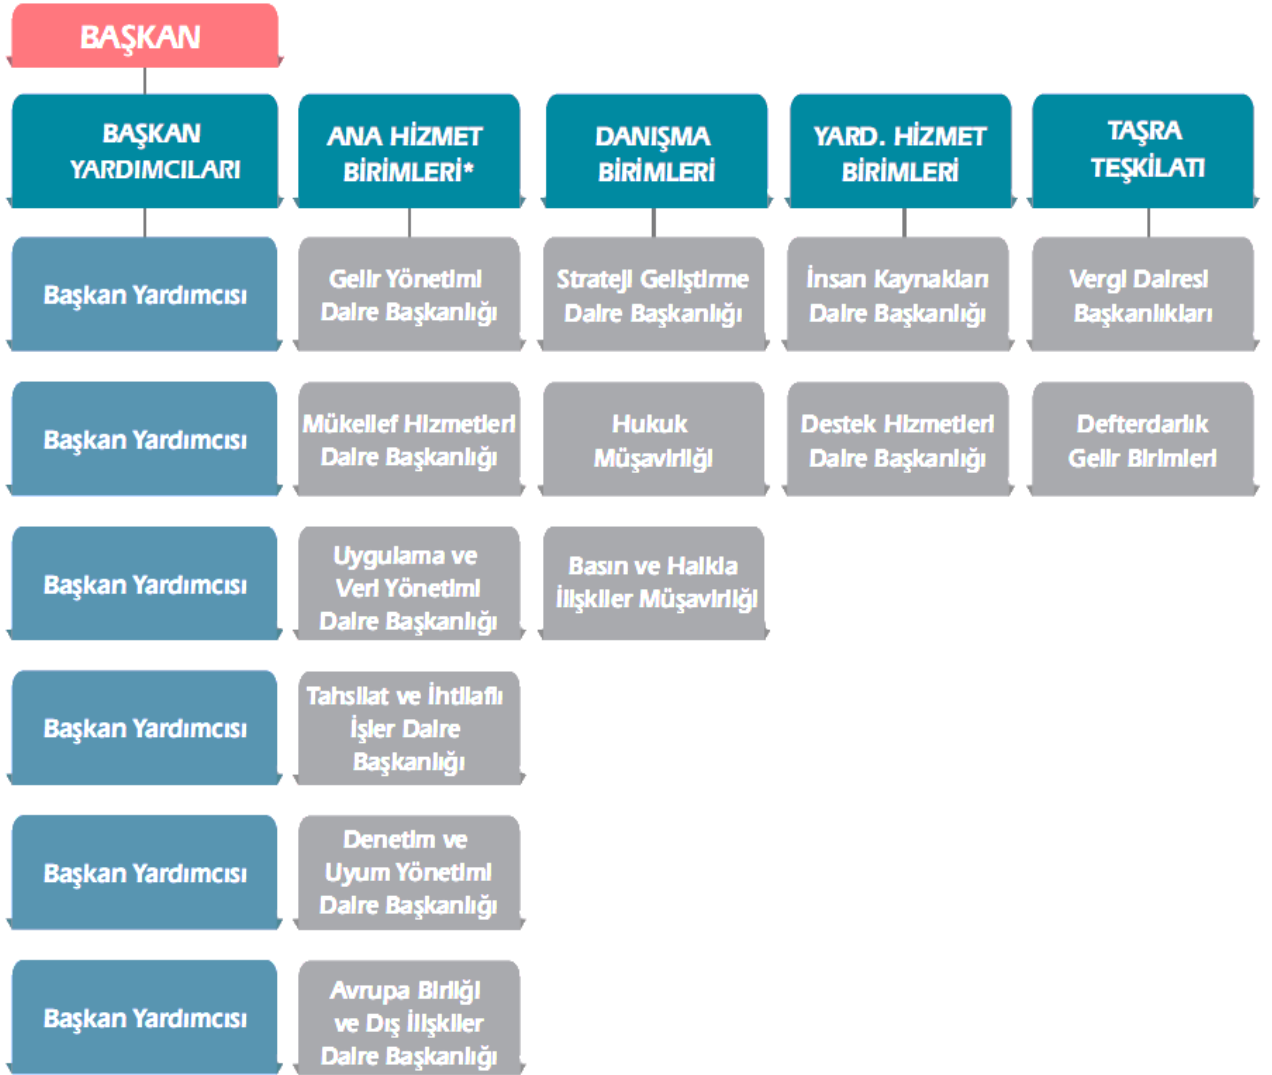 BAŞKAN
BAŞKAN
YARDIMCILARI
ANA HİZMET
BİRİMLERİ*
DANIŞMA
BİRİMLERİ
YARD. HİZMET
BİRİMLERİ
TAŞRA
TEŞKİLATI
Başkan Yardımcısı
Gelir Yönetimi
Daire Başkanlığı
Strateji Geliştirme
Daire Başkanlığı
İnsan Kaynakları
Daire Başkanlığı
Vergi Dairesi
Başkanlıkları
Başkan Yardımcısı
Mükellef Hizmetleri
Daire Başkanlığı
Hukuk
Müşavirliği
Destek Hizmetleri
Daire Başkanlığı
Defterdarlık
Gelir Birimleri
Başkan Yardımcısı
Uygulama ve
Veri Yönetimi
Daire Başkanlığı
Basın ve Halkla
İlişkiler Müşavirliği
Başkan Yardımcısı
Tahsilat ve İhtilaflı
İşler Daire
Başkanlığı
Başkan Yardımcısı
Denetim ve
Uyum Yönetimi
Daire Başkanlığı
Başkan Yardımcısı
Avrupa Birliği
ve Dış İlişkiler
Daire Başkanlığı